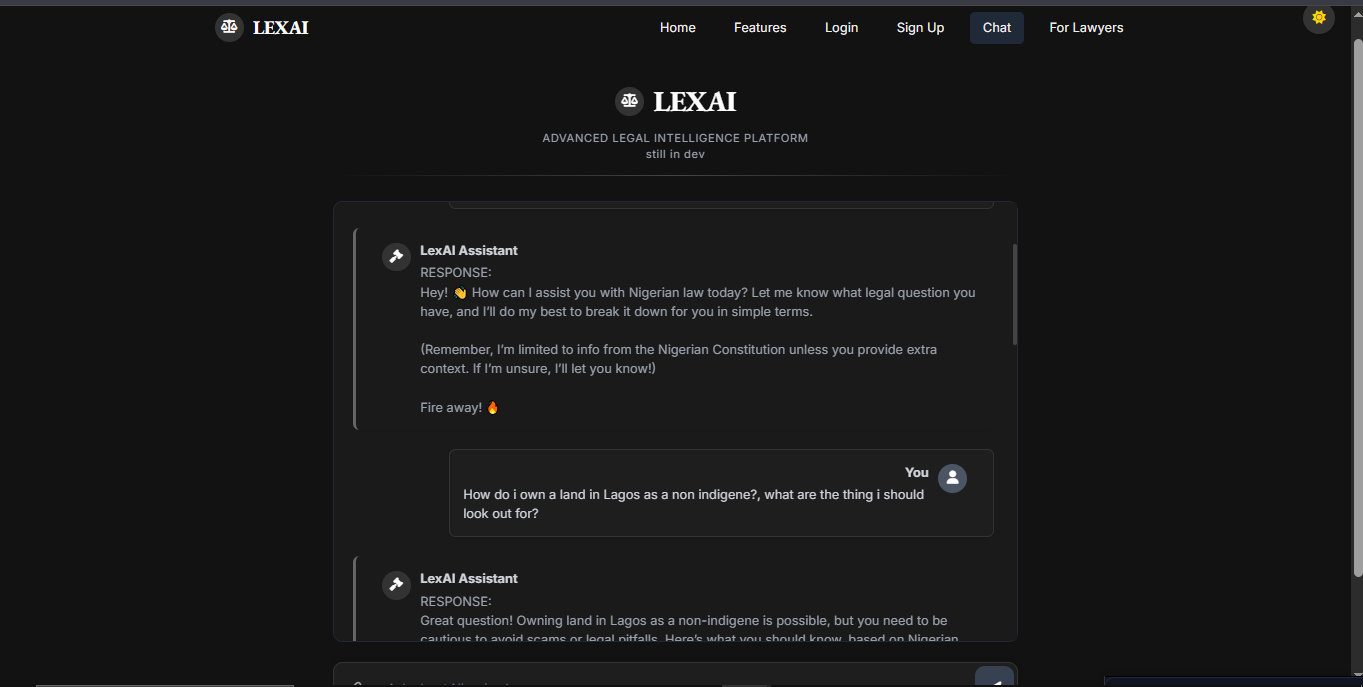 LEXAI
Home Features Login Sign Up Chat For Lawyers
LEXAI
ADVANCED LEGAL INTELLIGENCE PLATFORM
still in dev
LexAI Assistant
RESPONSE:
Hey! 👋 How can I assist you with Nigerian law today? Let me know what legal question you
have, and I'll do my best to break it down for you in simple terms.
(Remember, I'm limited to info from the Nigerian Constitution unless you provide extra
context. If I'm unsure, I'll let you know!)
Fire away! 🔥
You
How do i own a land in Lagos as a non indigene?, what are the thing i should
look out for?
LexAI Assistant
RESPONSE:
Great question! Owning land in Lagos as a non-indigene is possible, but you need to be
cautious to avoid scams or legal pitfalls. Here's what you should know, based on Nigerian